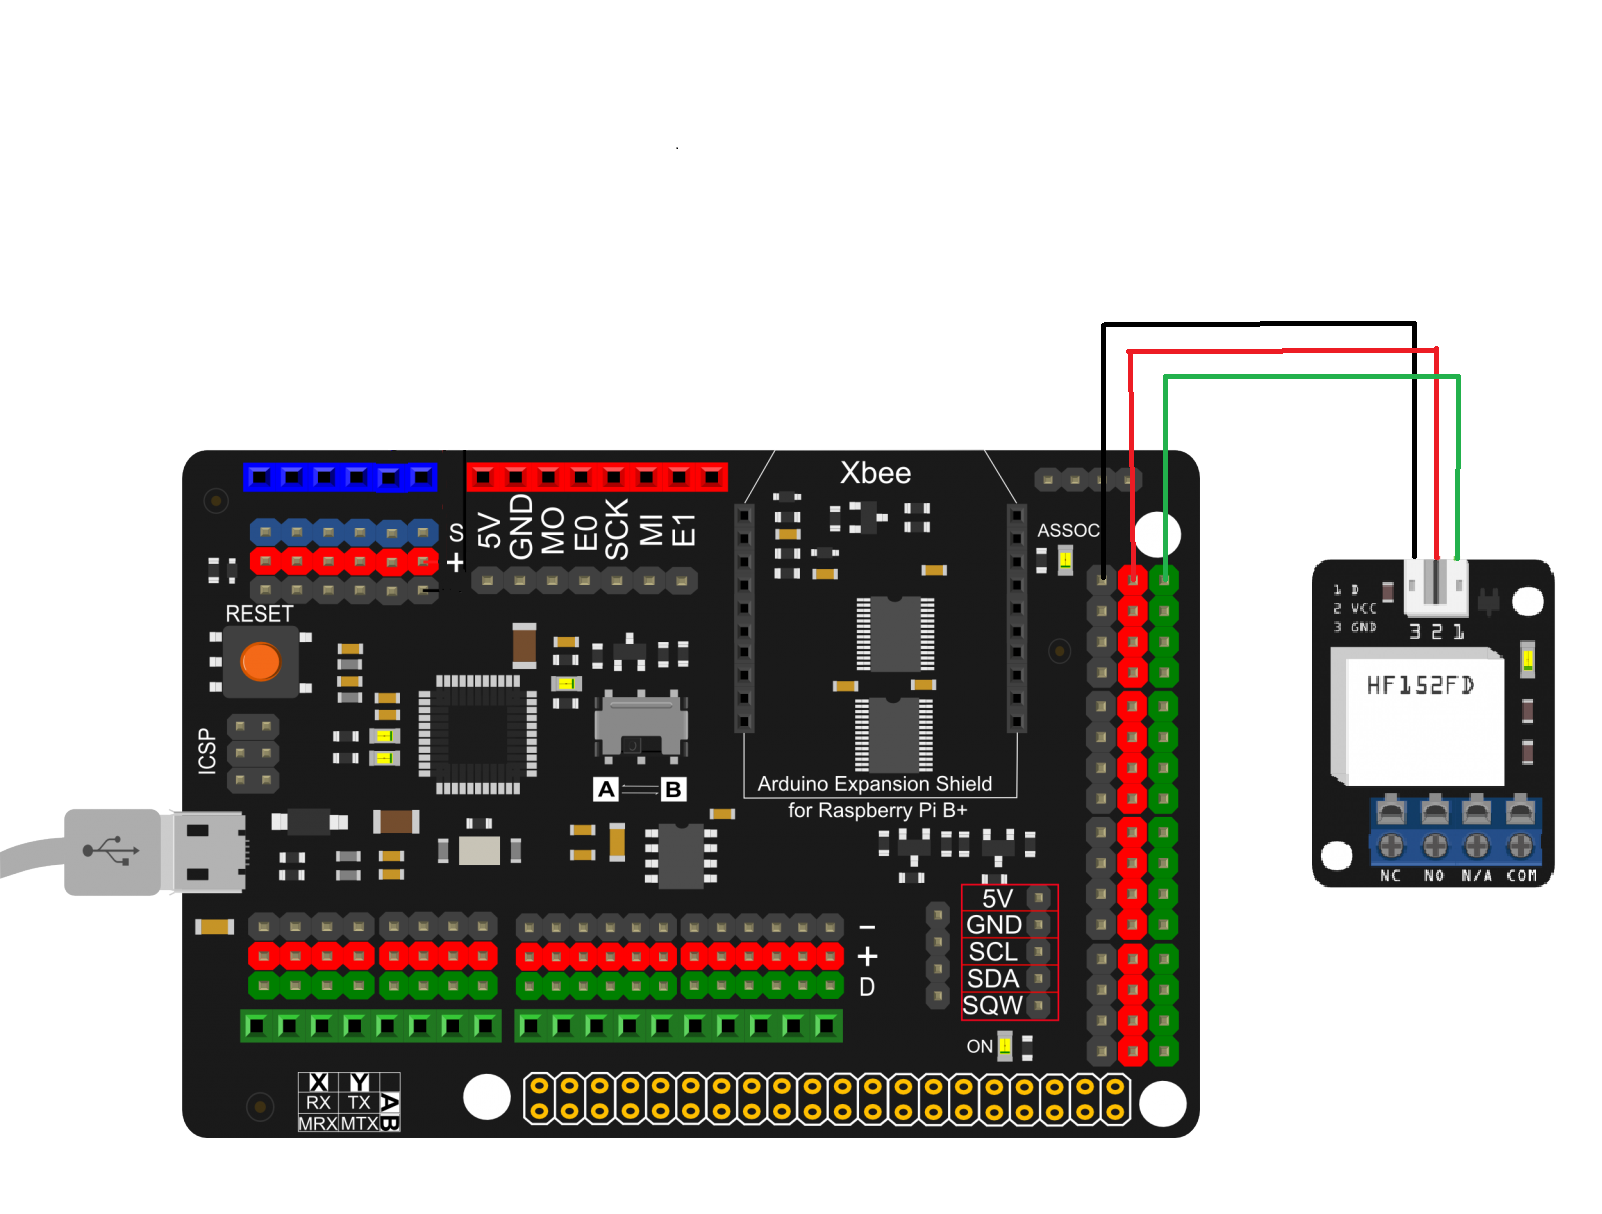 Xbee
S
+
5V
GND
MO
E0
SCK
MI
E1
ASSOC
RESET
ICSP
A
B
Arduino Expansion Shield
for Raspberry Pi B+
1 D
2 VCC
3 GND
3 2 1
HF152FD
NC NO N/A COM
5V
GND
SCL
SDA
SQW
-
+
D
ON
X Y
RX TX A
MRX MTX B